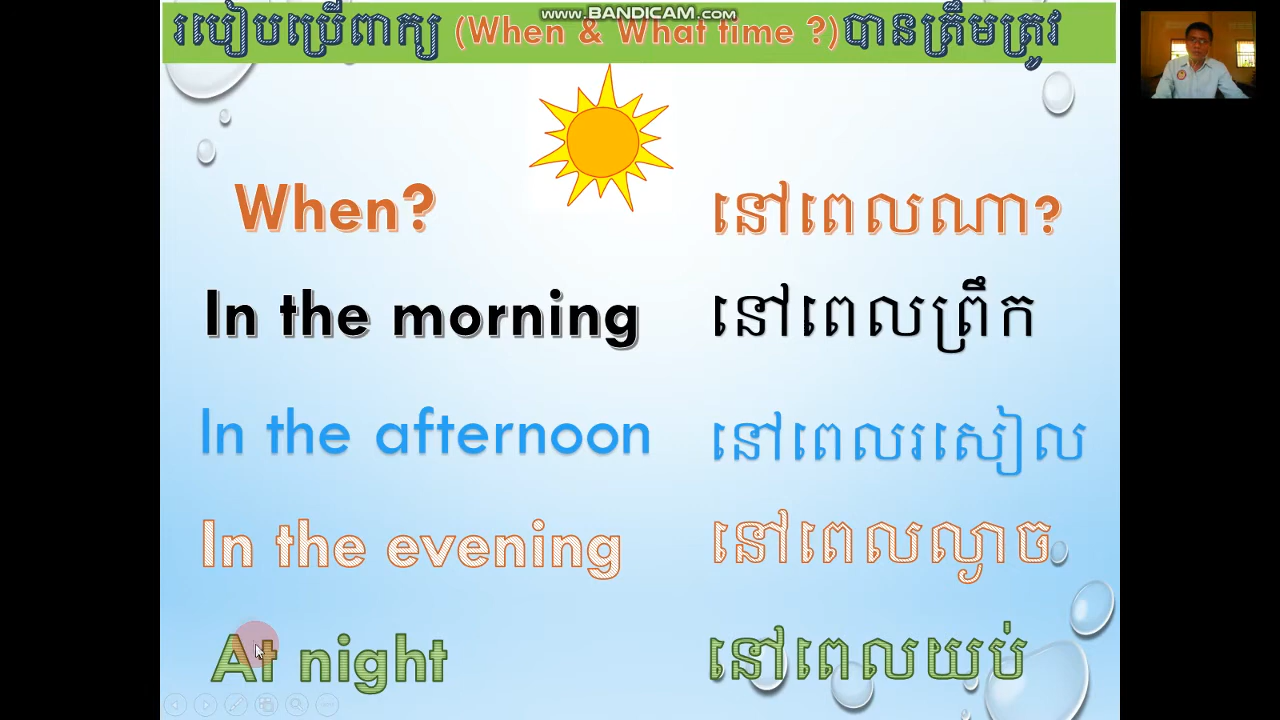 www.BANDICAM.com
របៀបប្រើពាក្យ (When & What time ?)បានត្រឹមត្រូវ
When? នៅពេលណា?
In the morning នៅពេលព្រឹក
In the afternoon នៅពេលរសៀល
In the evening នៅពេលល្ងាច
At night នៅពេលយប់